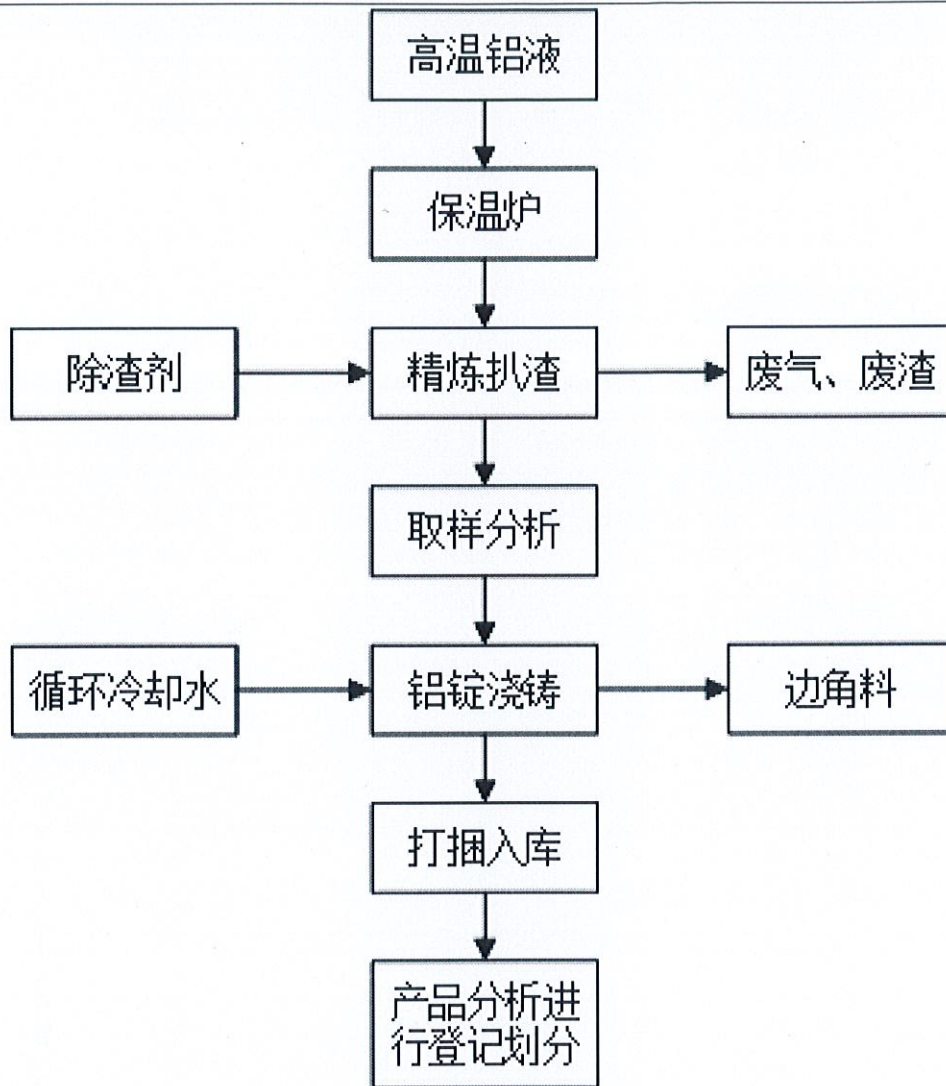 高温铝液
保温炉
除渣剂
精炼扒渣
废气、废渣
取样分析
循环冷却水
铝锭浇铸
边角料
打捆入库
产品分析进
行登记划分